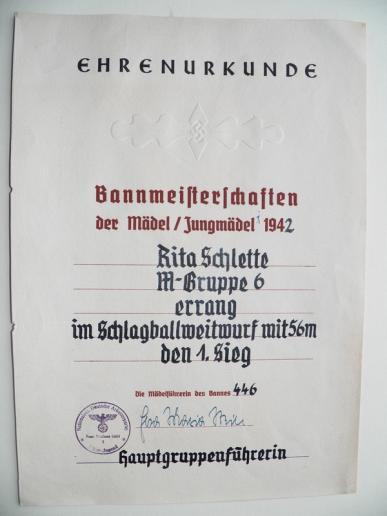 EHRENURKUNDE
Bannmeisterschaften
der Mädel / Jungmädel 1942
Rita Schlette
M-Gruppe 6
errang
im Schlagballweitwurf mit 56m
den 1. Sieg
Die Mädelführerin des Bannes 446
Hauptgruppenführerin